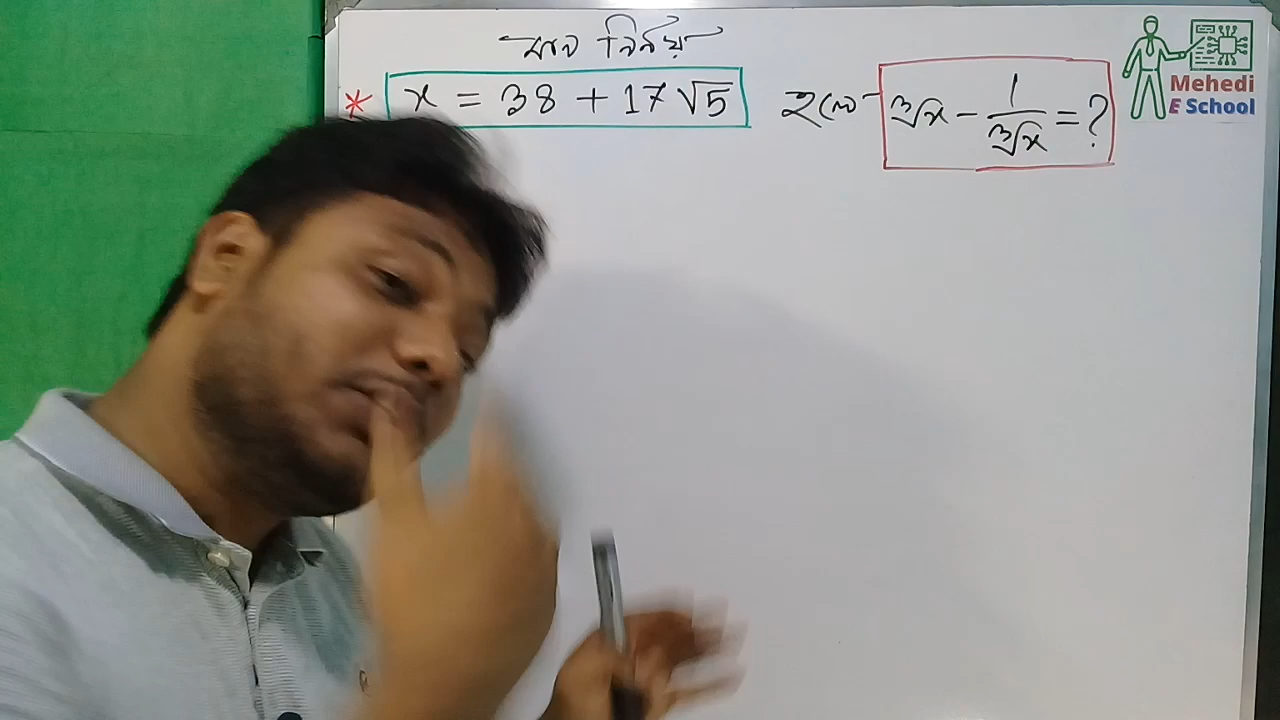 মান নির্ণয়
* x = 38 + 17√5 হলে ∛x - 1/∛x = ?
Mehedi
E School